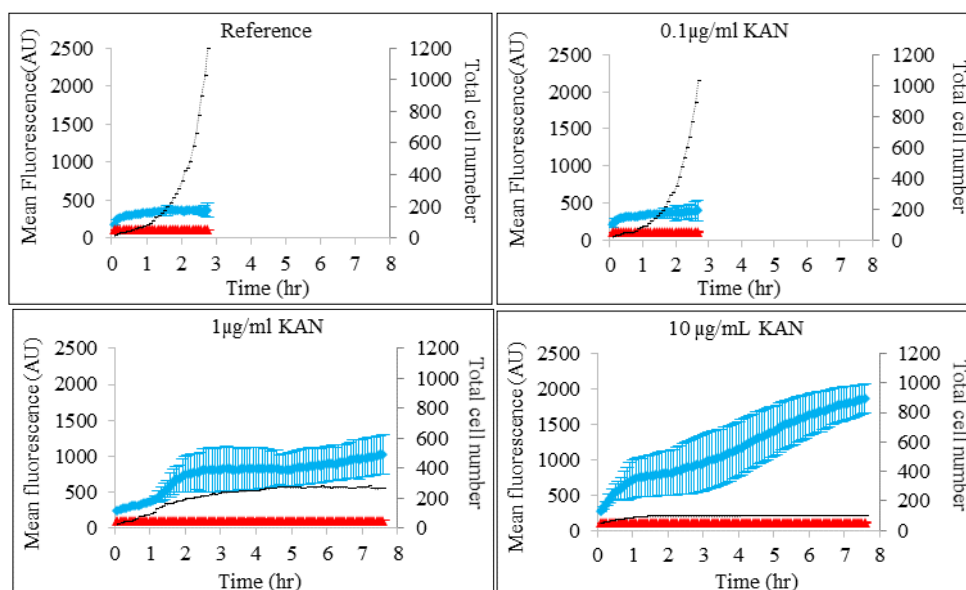 Reference
Mean Fluorescence(AU)
2500
2000
1500
1000
500
0
1200
1000
800
600
400
200
0
Total cell numeber
0 1 2 3 4 5 6 7 8
Time (hr)
0.1µg/ml KAN
Mean Fluorescence(AU)
2500
2000
1500
1000
500
0
1200
1000
800
600
400
200
0
Total cell number
0 1 2 3 4 5 6 7 8
Time (hr)
1µg/ml KAN
Mean fluorescence (AU)
2500
2000
1500
1000
500
0
1200
1000
800
600
400
200
0
Total cell number
0 1 2 3 4 5 6 7 8
Time (hr)
10 µg/mL KAN
Mean fluorescence (AU)
2500
2000
1500
1000
500
0
1200
1000
800
600
400
200
0
Total cell number
0 1 2 3 4 5 6 7 8
Time (hr)